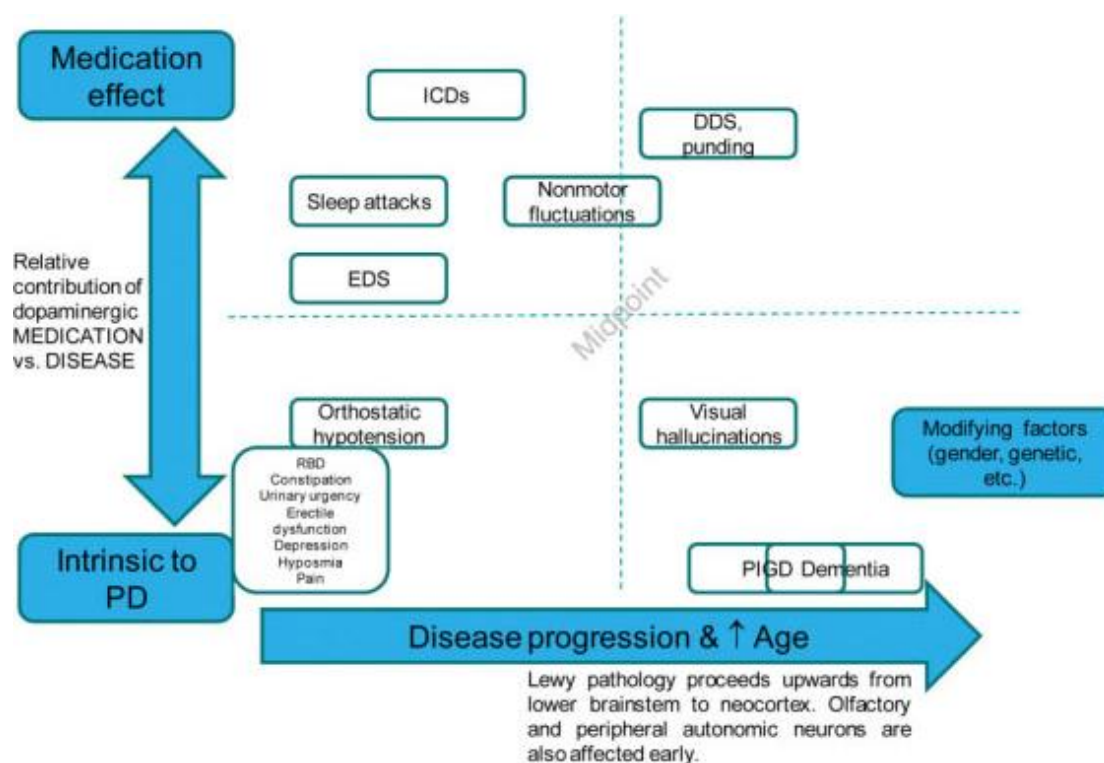 Medication
effect
ICDs
DDS,
punding
Sleep attacks
Nonmotor
fluctuations
Relative
contribution of
dopaminergic
MEDICATION
vs. DISEASE
EDS
Midpoint
Orthostatic
hypotension
Visual
hallucinations
Modifying factors
(gender, genetic,
etc.)
RBD
Constipation
Urinary urgency
Erectile
dysfunction
Depression
Hyposmia
Pain
Intrinsic to
PD
PIGD Dementia
Disease progression & ↑ Age
Lewy pathology proceeds upwards from
lower brainstem to neocortex. Olfactory
and peripheral autonomic neurons are
also affected early.